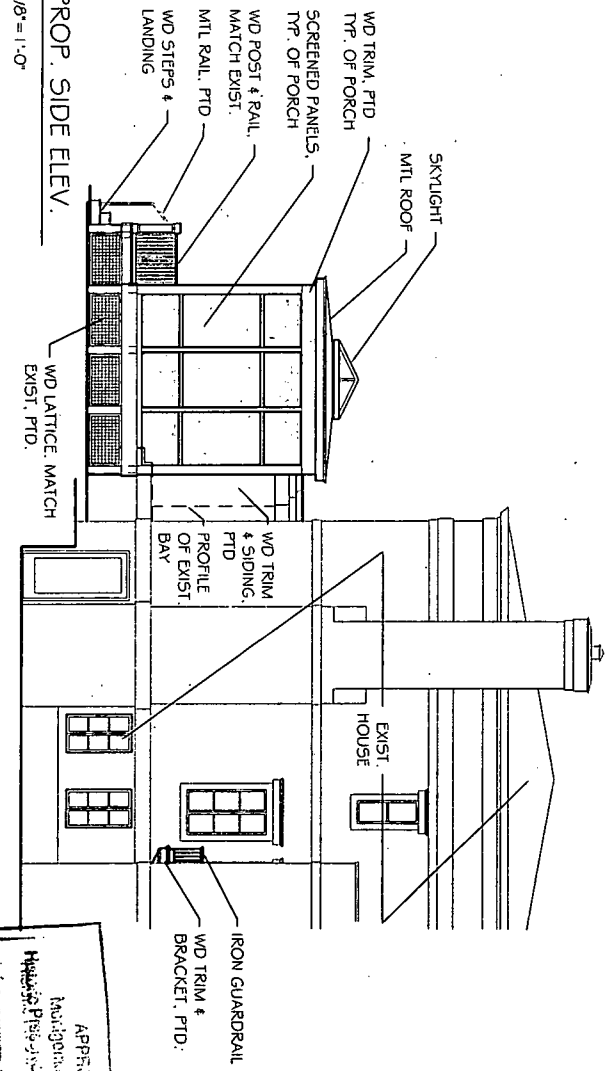 SKYLIGHT
MTL ROOF
WD TRIM, PTD
TYP. OF PORCH
SCREENED PANELS,
TYP. OF PORCH
WD POST & RAIL,
MATCH EXIST.
MTL RAIL, PTD
WD STEPS &
LANDING
WD LATTICE, MATCH
EXIST, PTD.
WD TRIM
& SIDING,
PTD
PROFILE
OF EXIST.
BAY
EXIST.
HOUSE
IRON GUARDRAIL
WD TRIM &
BRACKET, PTD.
PROP. SIDE ELEV.
1/8" = 1'-0"